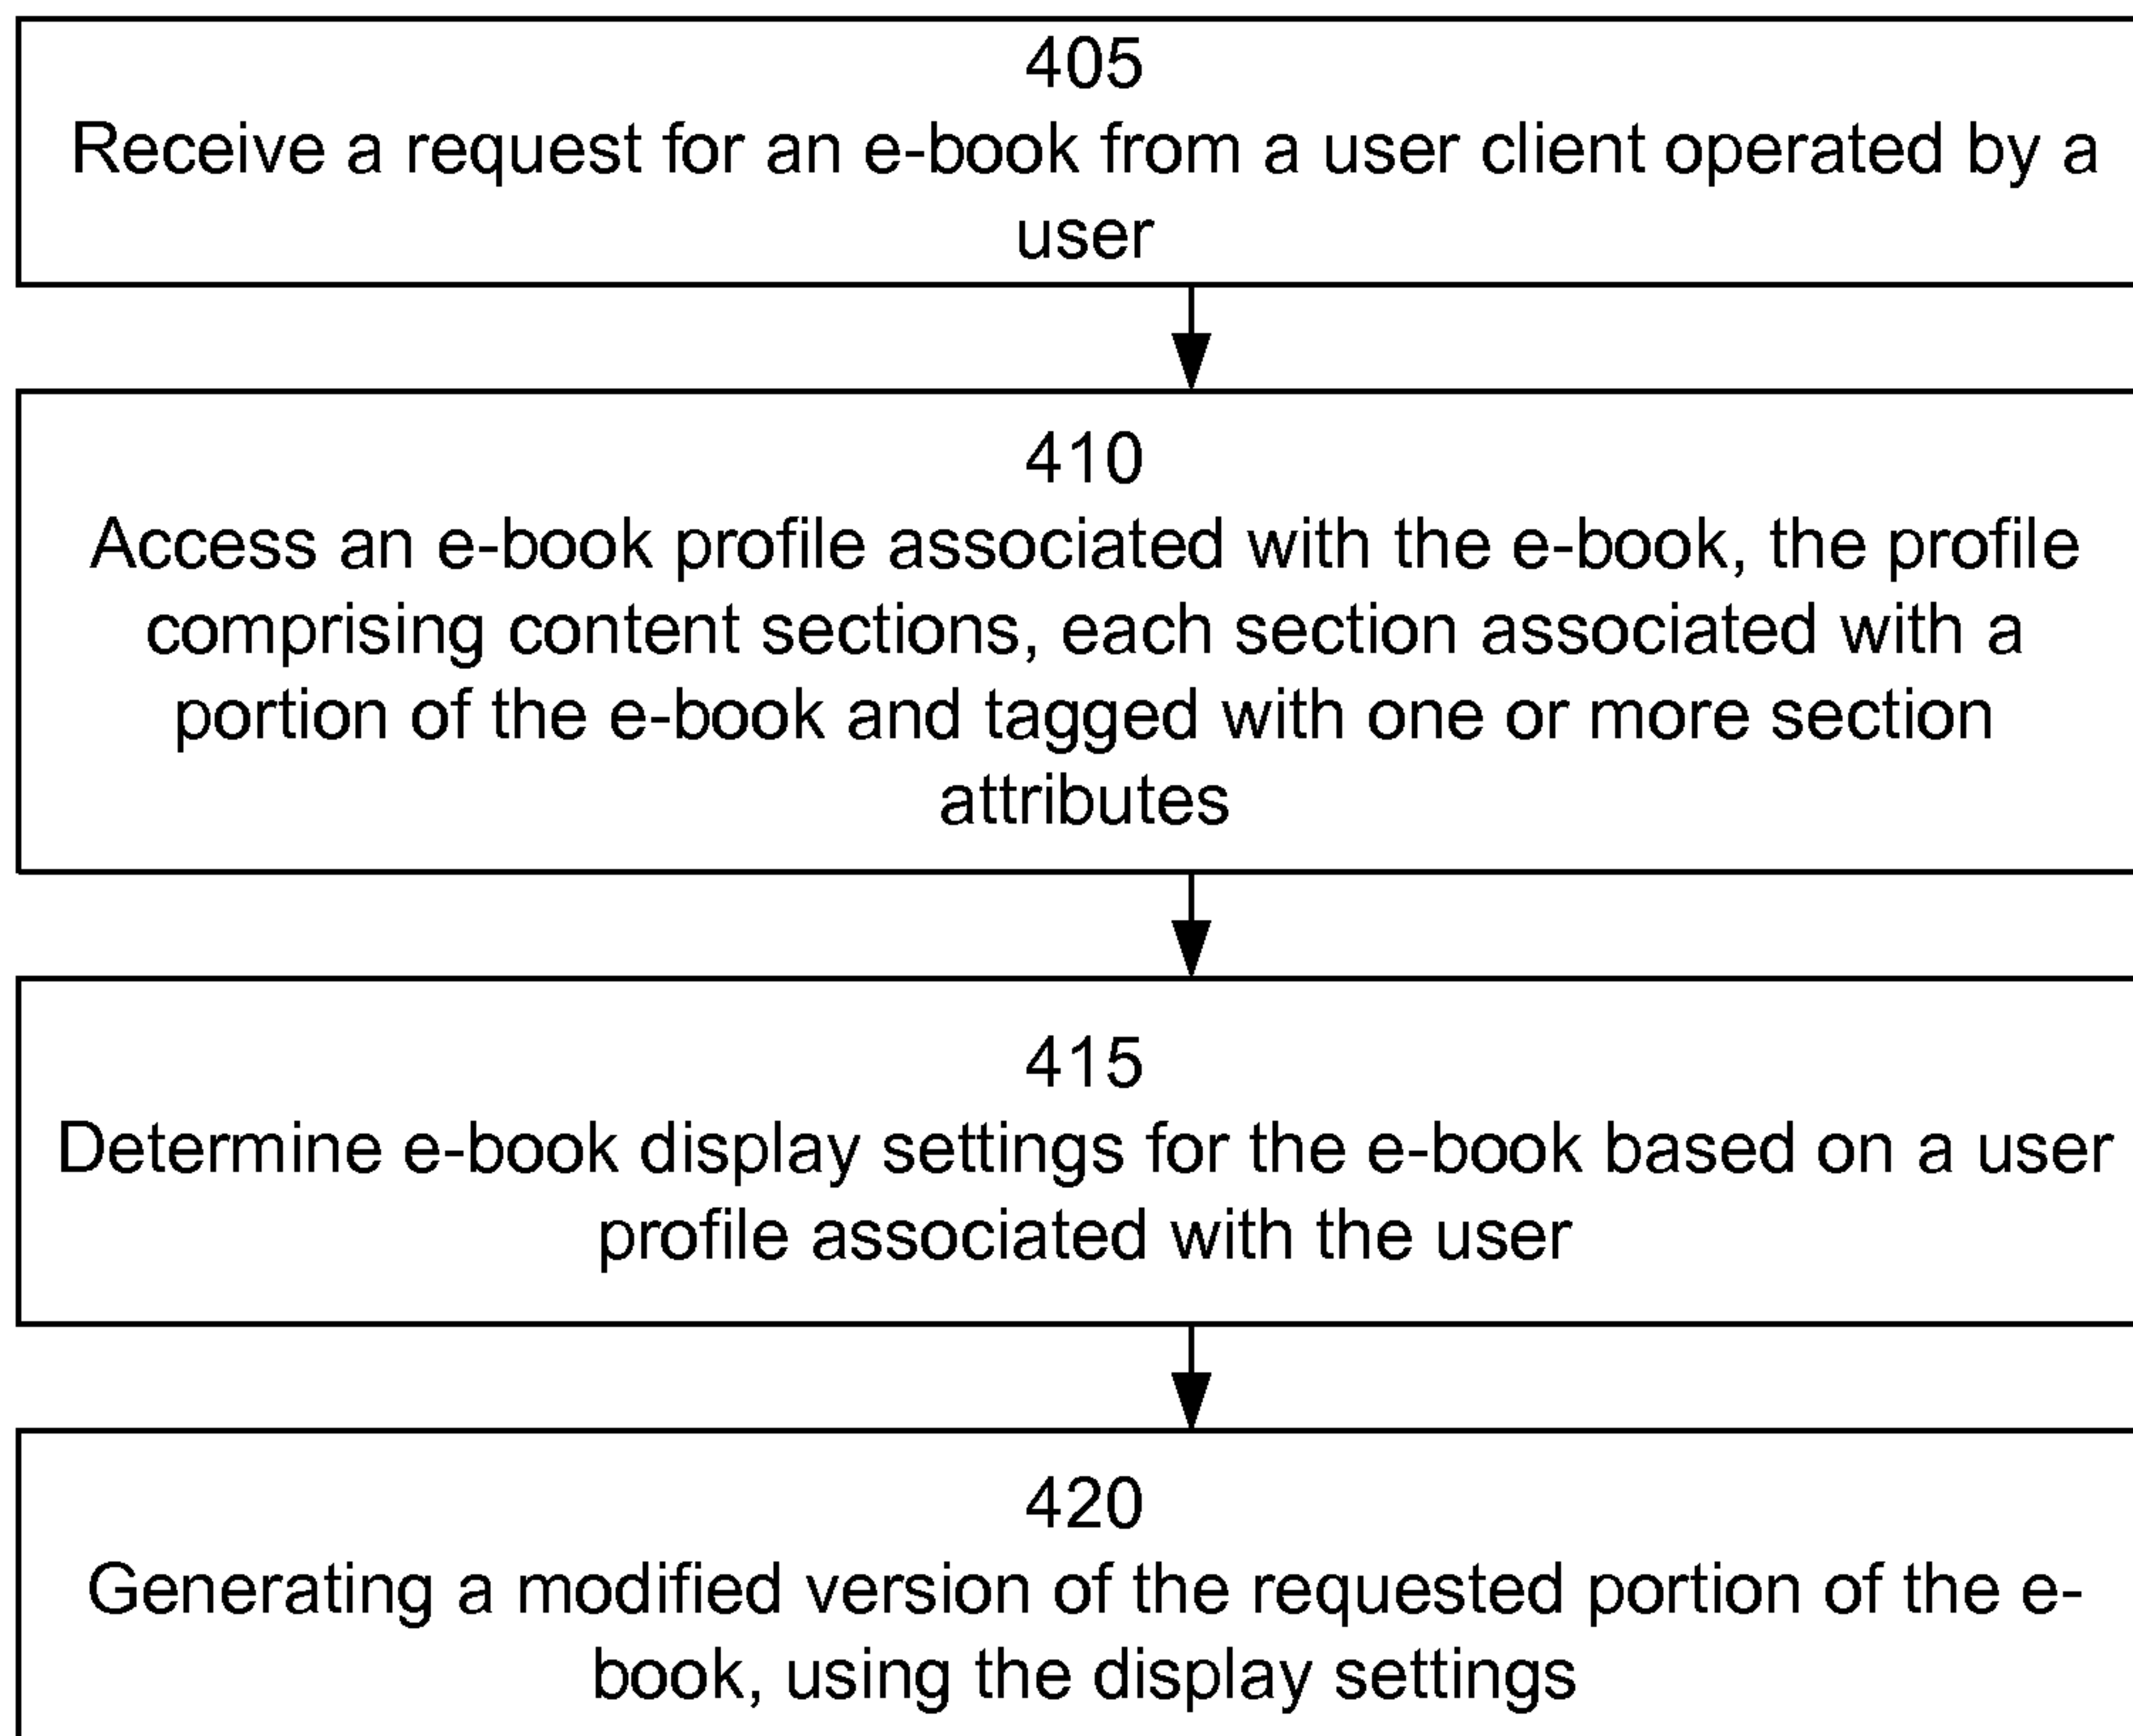 405
Receive a request for an e-book from a user client operated by a
user
410
Access an e-book profile associated with the e-book, the profile
comprising content sections, each section associated with a
portion of the e-book and tagged with one or more section
attributes
415
Determine e-book display settings for the e-book based on a user
profile associated with the user
420
Generating a modified version of the requested portion of the e-
book, using the display settings